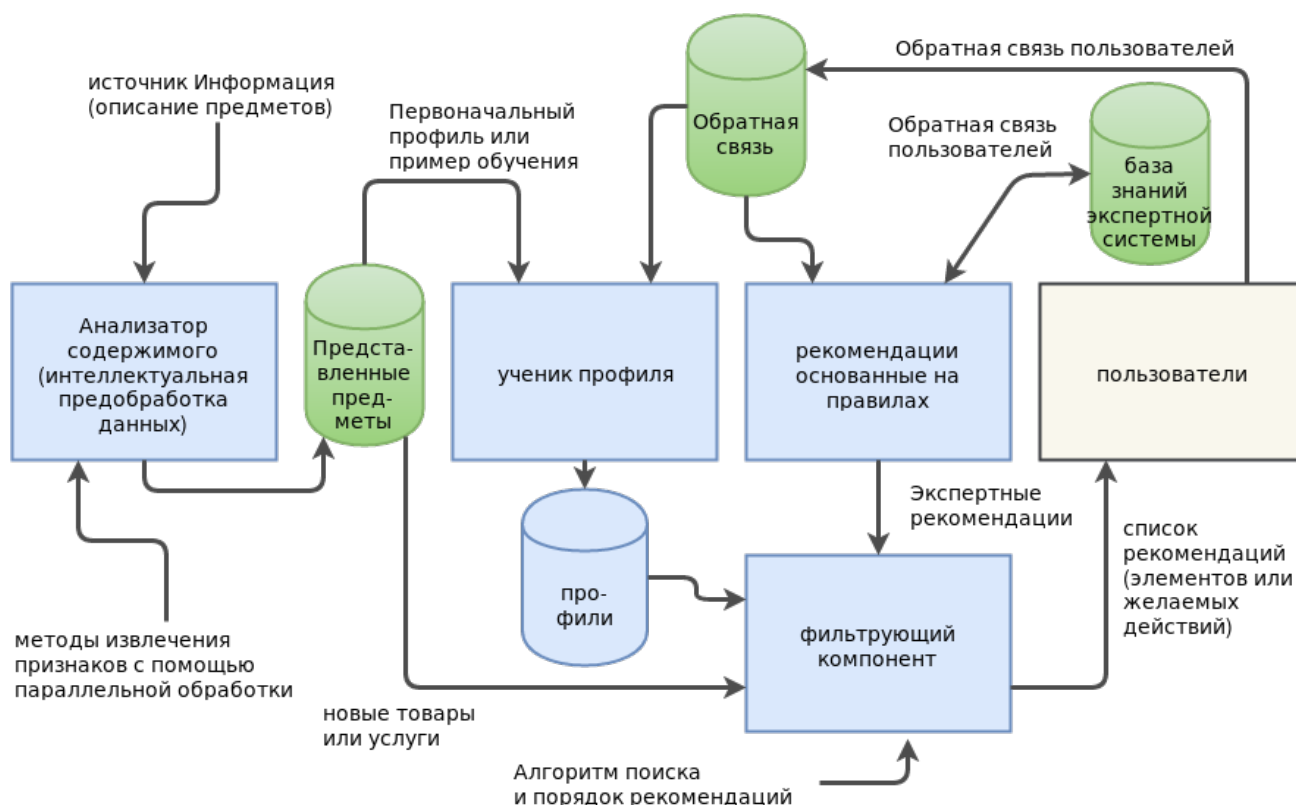 Обратная связь пользователей
источник Информация
(описание предметов)
Первоначальный
профиль или
пример обучения
Обратная
связь
Обратная связь
пользователей
база
знаний
экспертной
системы
Анализатор
содержимого
(интеллектуальная
предобработка
данных)
Предста-
вленные
пред-
меты
ученик профиля
рекомендации
основанные на
правилах
пользователи
Экспертные
рекомендации
список
рекомендаций
(элементов или
желаемых
действий)
про-
фили
фильтрующий
компонент
методы извлечения
признаков с помощью
параллельной обработки
новые товары
или услуги
Алгоритм поиска
и порядок рекомендаций